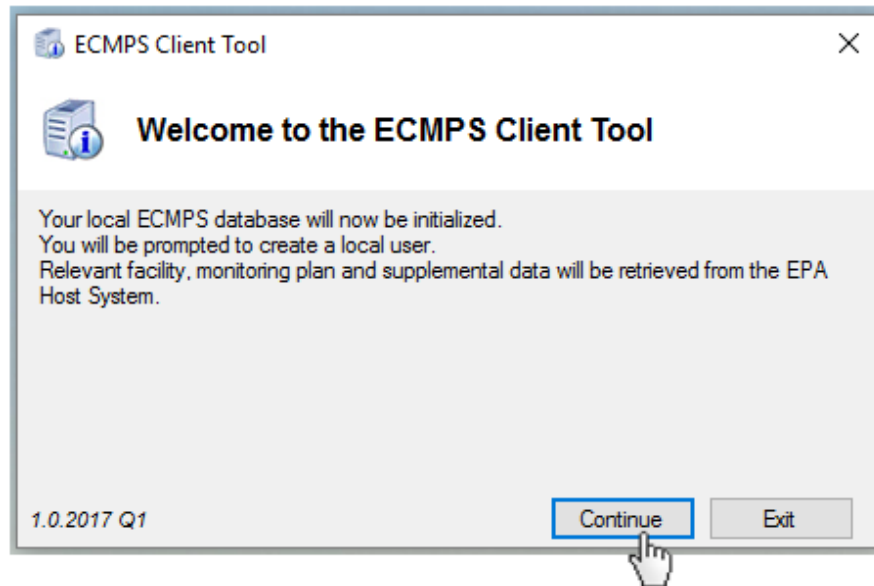 ECMPS Client Tool
Welcome to the ECMPS Client Tool
Your local ECMPS database will now be initialized.
You will be prompted to create a local user.
Relevant facility, monitoring plan and supplemental data will be retrieved from the EPA
Host System.
1.0.2017 Q1
Continue
Exit